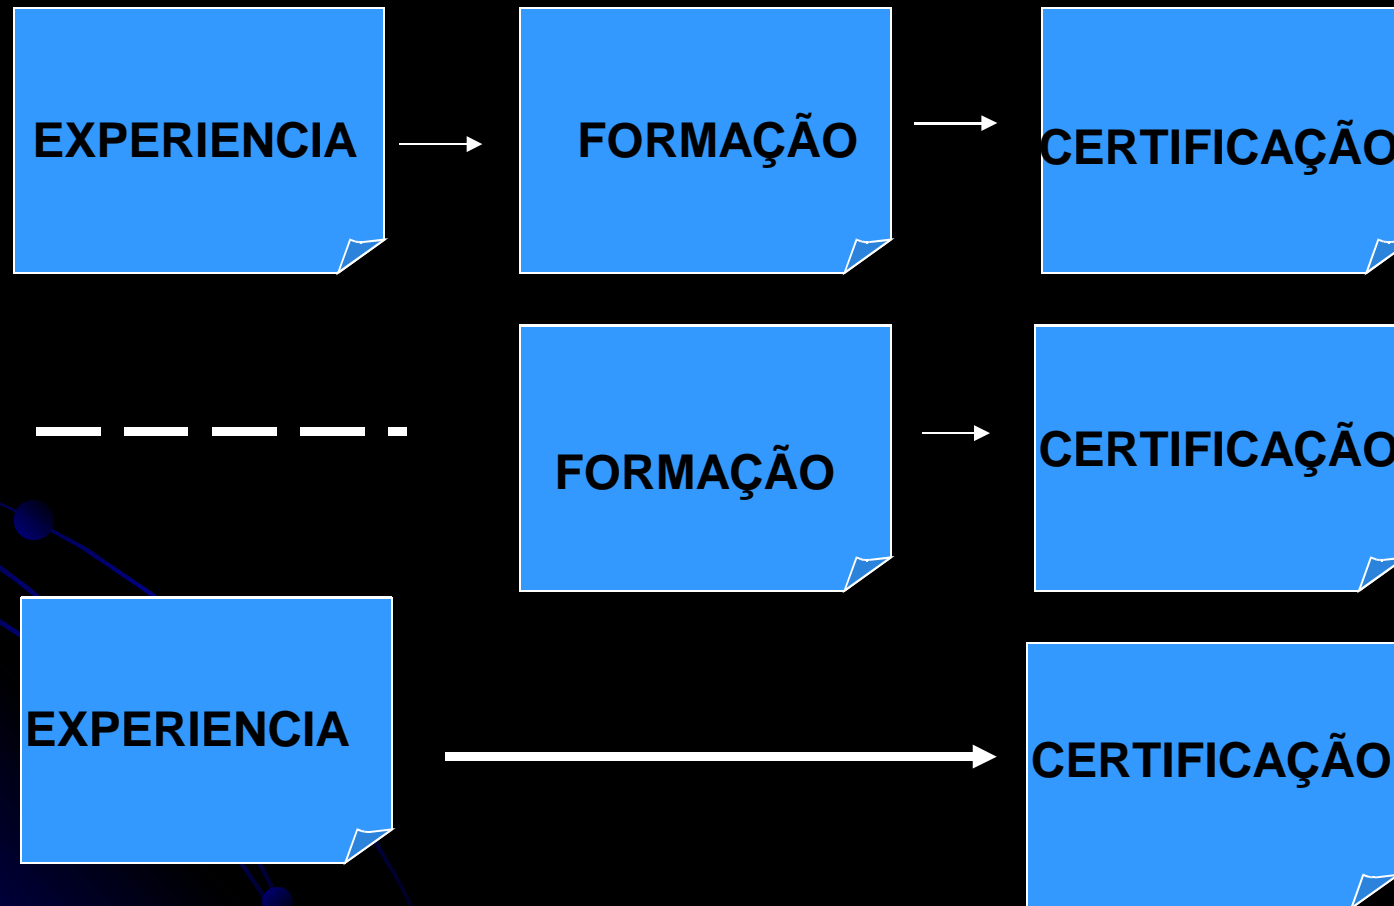 EXPERIENCIA
FORMAÇÃO
CERTIFICAÇÃO
FORMAÇÃO
CERTIFICAÇÃO
EXPERIENCIA
CERTIFICAÇÃO